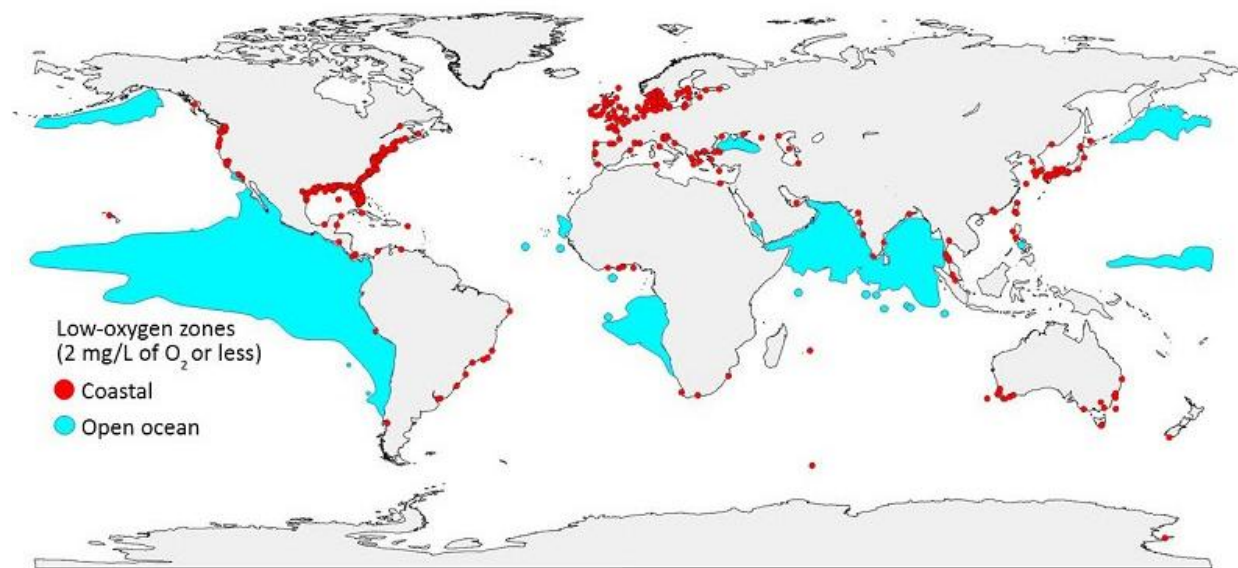 Low-oxygen zones
(2 mg/L of O₂ or less)
Coastal
Open ocean